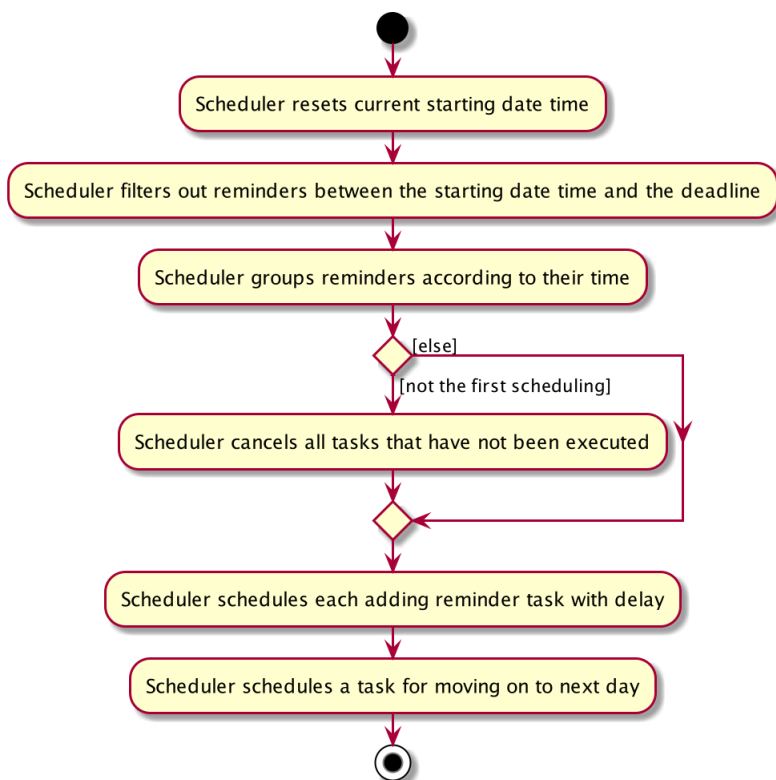 Scheduler resets current starting date time
Scheduler filters out reminders between the starting date time and the deadline
Scheduler groups reminders according to their time
[else]
[not the first scheduling]
Scheduler cancels all tasks that have not been executed
Scheduler schedules each adding reminder task with delay
Scheduler schedules a task for moving on to next day